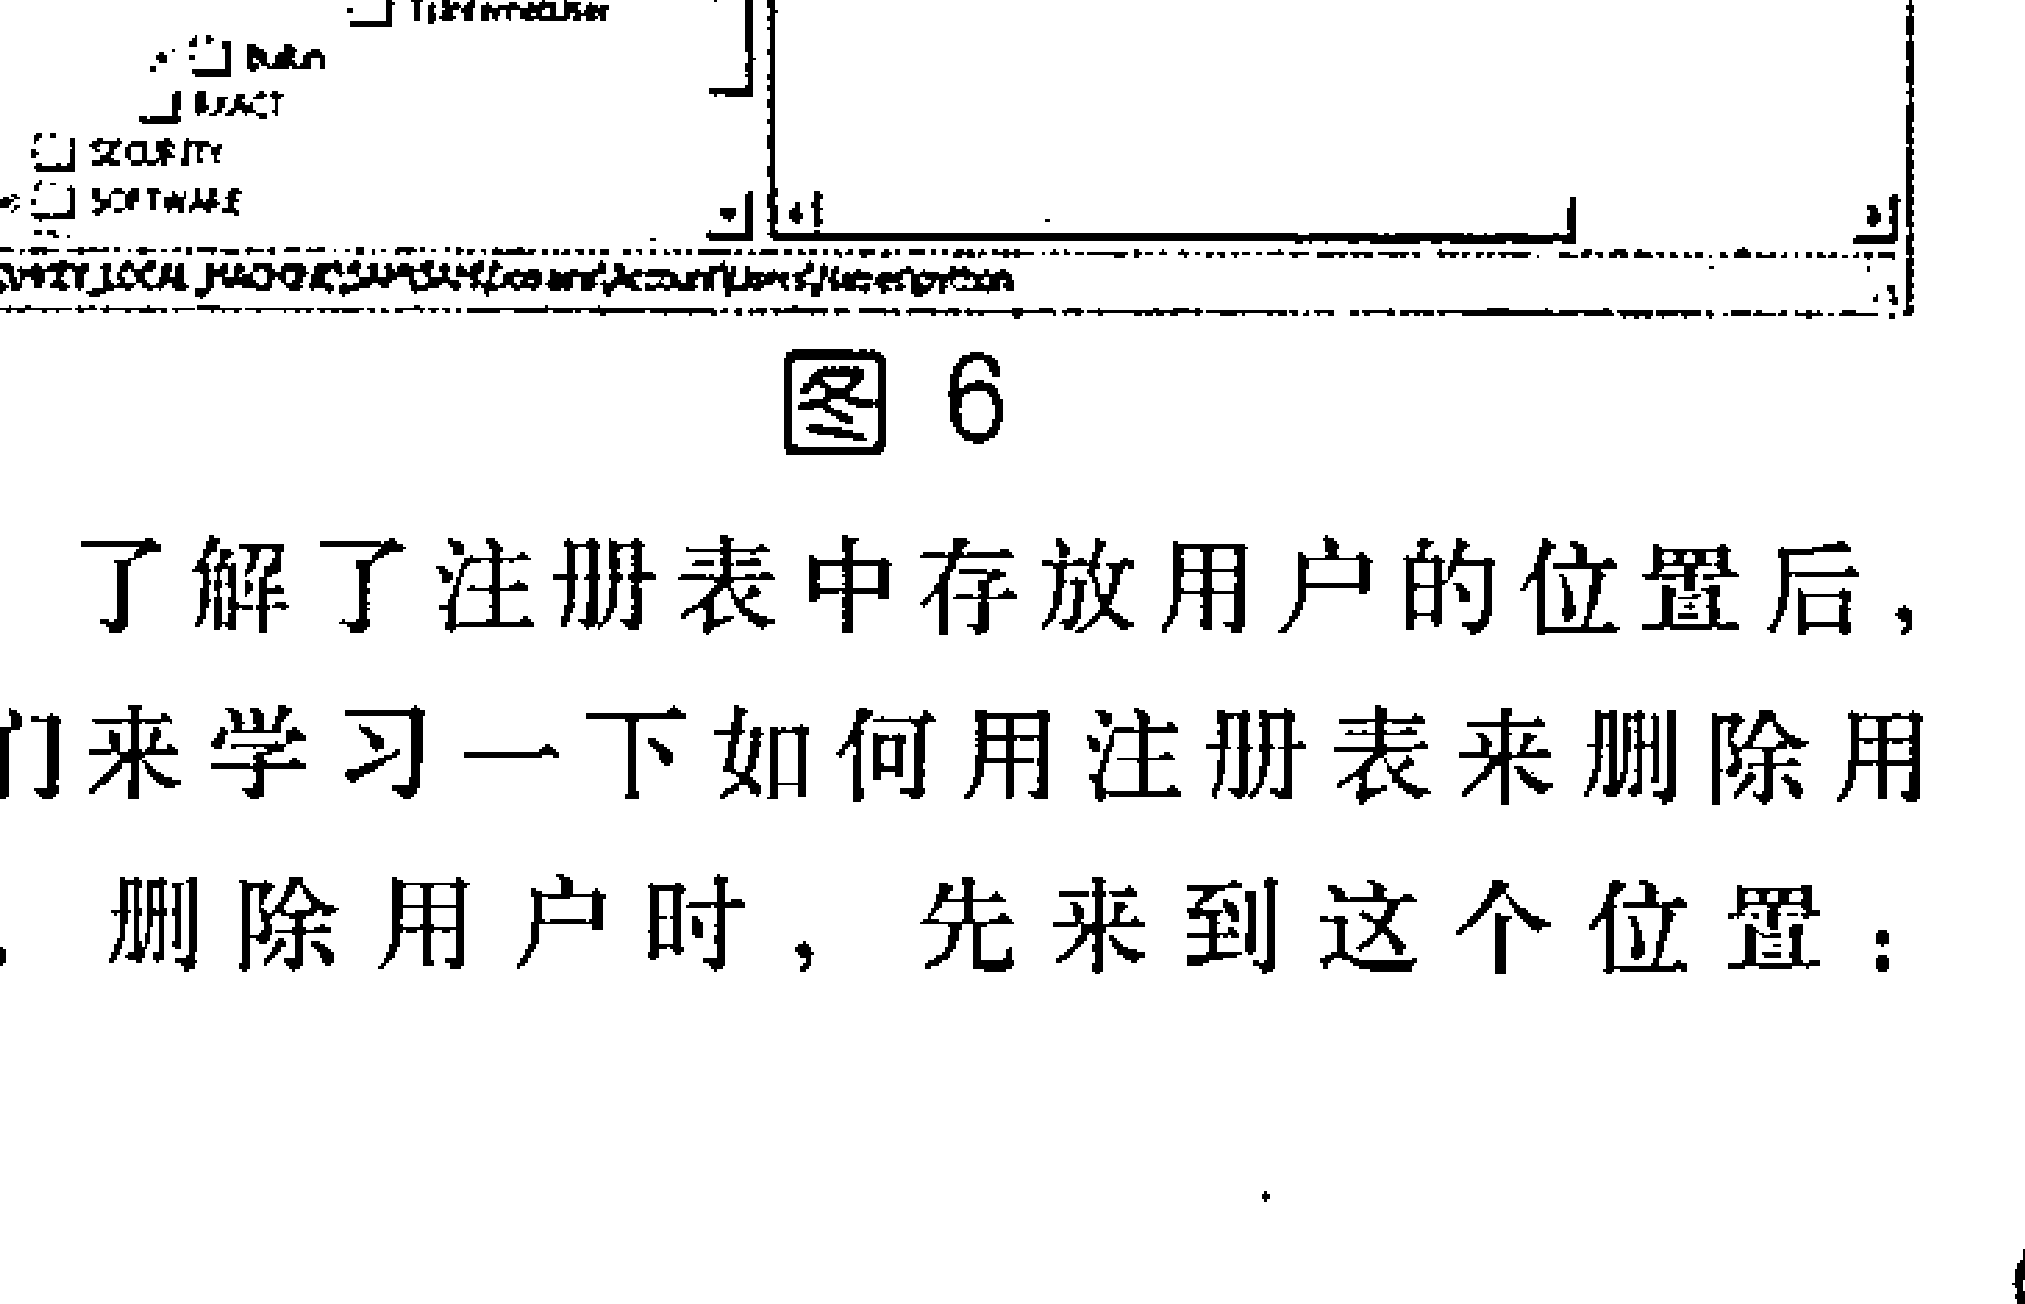 Builtin
RXACT
SECURITY
SOFTWARE
图 6
了解了注册表中存放用户的位置后，
们来学习一下如何用注册表来删除用
删除用户时，先来到这个位置：